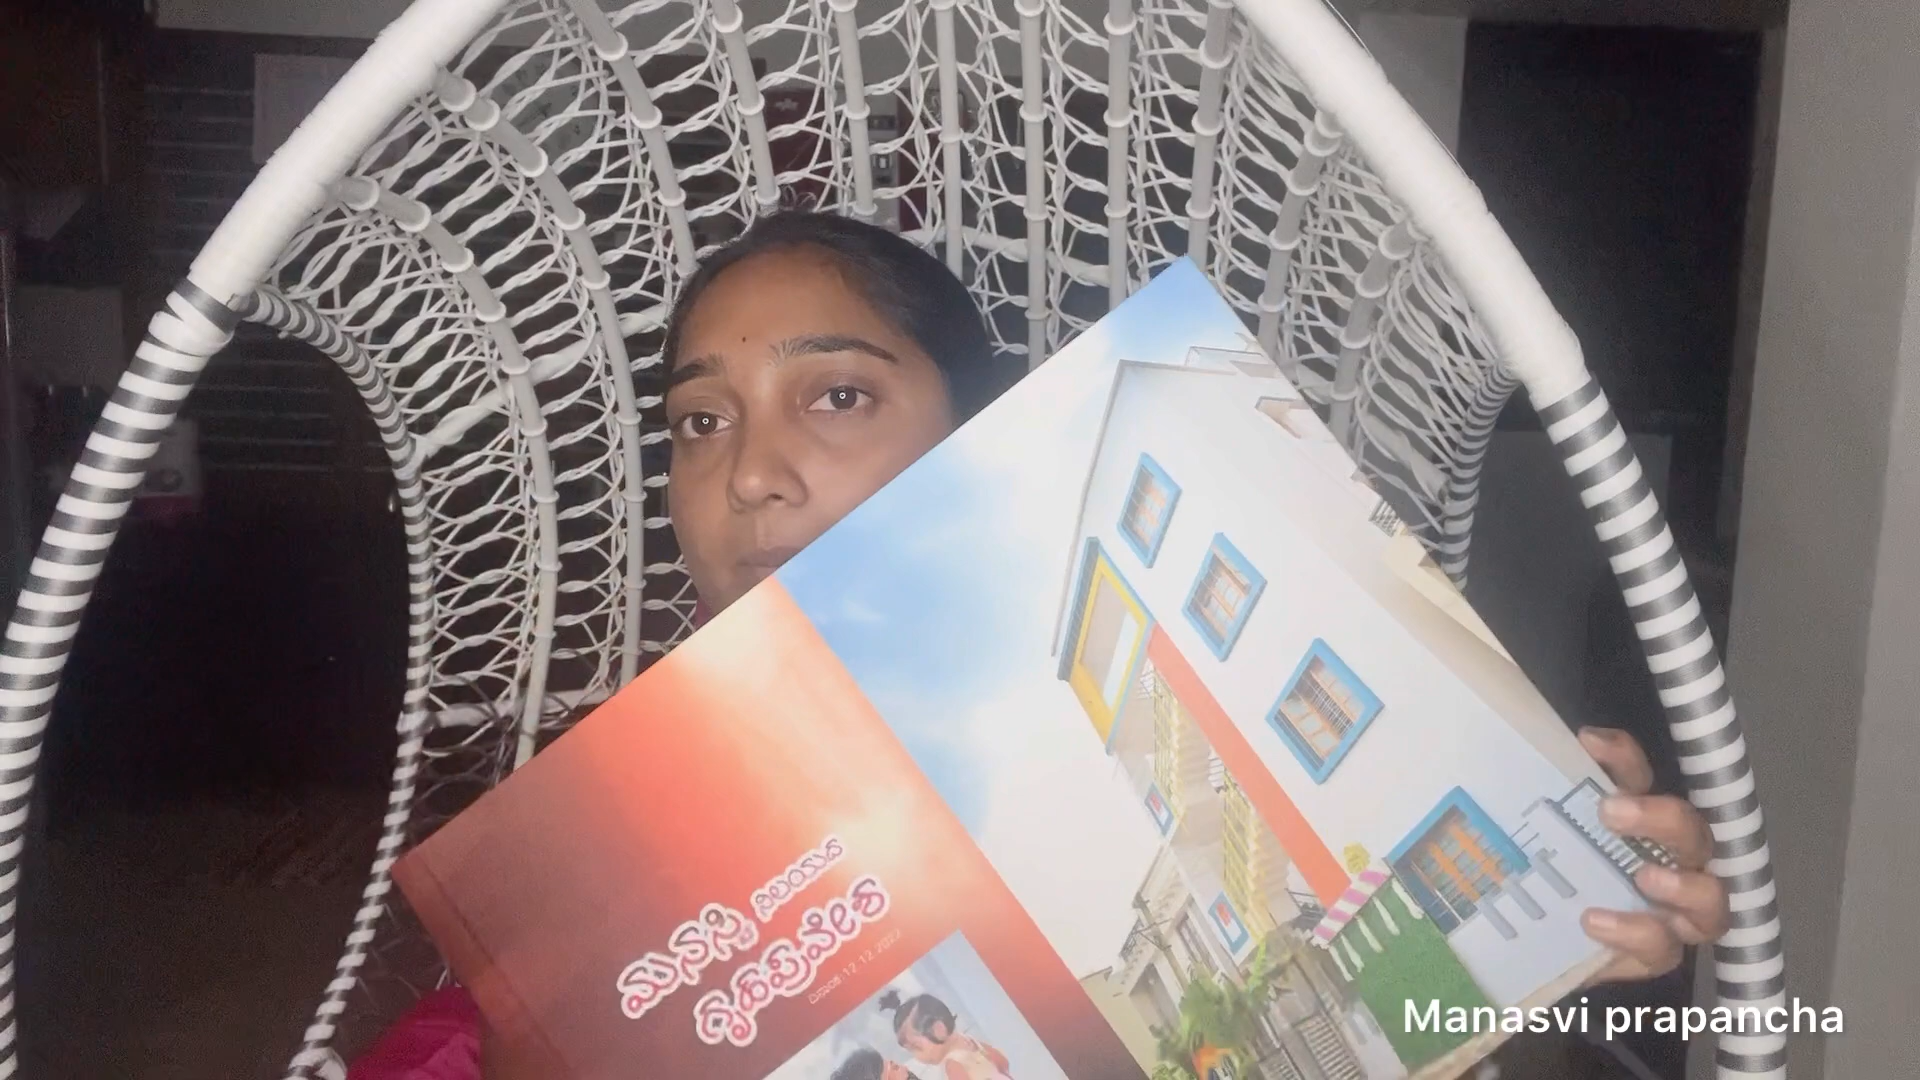 ಮನಸ್ವಿ ನಿಲಯದ
ಗೃಹಪ್ರವೇಶ
ದಿನಾಂಕ:12.12.2022
Manasvi prapancha